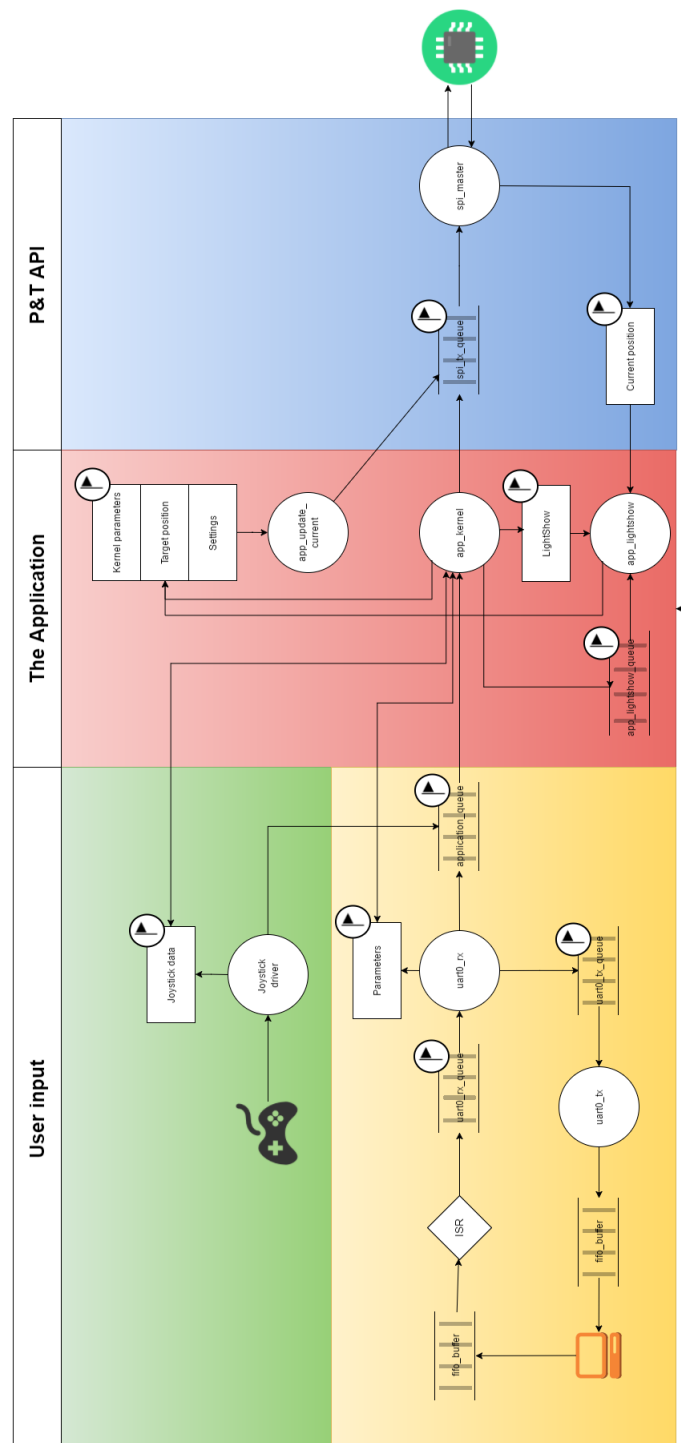 User input
The Application
P&T API
Joystick data
Joystick
driver
Parameters
fifo_buffer
ISR
uart0_rx_queue
uart0_rx
application_queue
fifo_buffer
uart0_tx
uart0_tx_queue
Kernel parameters
Target position
Settings
app_update_
current
app_kernel
LightShow
app_lightshow
app_lightshow_queue
spi_tx_queue
spi_master
Current position